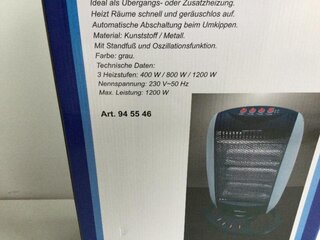 Ideal als Übergangs- oder Zusatzheizung.
Heizt Räume schnell und geräuschlos auf.
Automatische Abschaltung beim Umkippen.
Material: Kunststoff / Metall.
Mit Standfuß und Oszillationsfunktion.
Farbe: grau.
Technische Daten:
3 Heizstufen: 400 W / 800 W / 1200 W
Nennspannung: 230 V~50 Hz
Max. Leistung: 1200 W
Art. 94 55 46